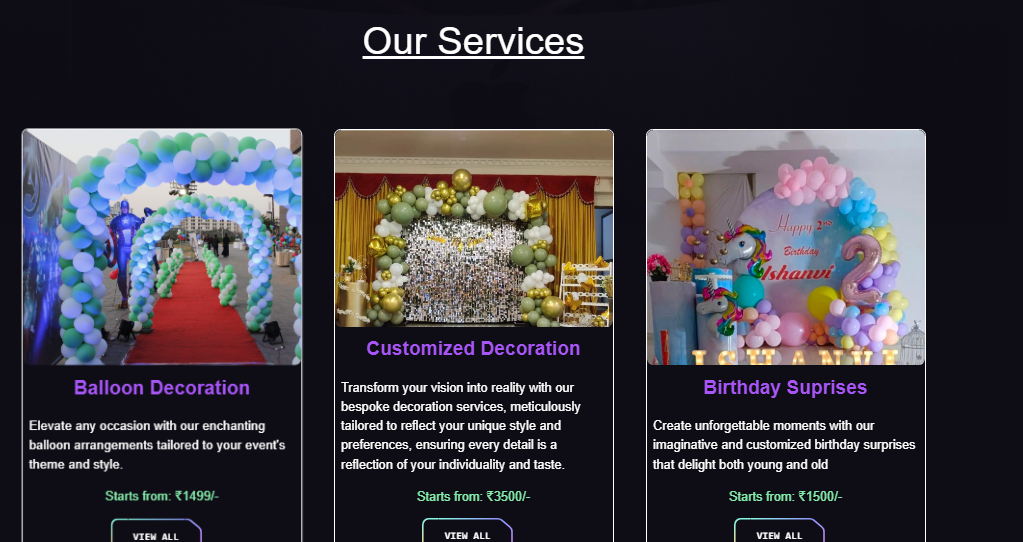 Our Services
Happy 2nd
Birthday
Ishanvi
2
ISHANVI
Balloon Decoration
Elevate any occasion with our enchanting
balloon arrangements tailored to your event's
theme and style.
Starts from: ₹1499/-
VIEW ALL
Customized Decoration
Transform your vision into reality with our
bespoke decoration services, meticulously
tailored to reflect your unique style and
preferences, ensuring every detail is a
reflection of your individuality and taste.
Starts from: ₹3500/-
VIEW ALL
Birthday Suprises
Create unforgettable moments with our
imaginative and customized birthday surprises
that delight both young and old
Starts from: ₹1500/-
VIEW ALL